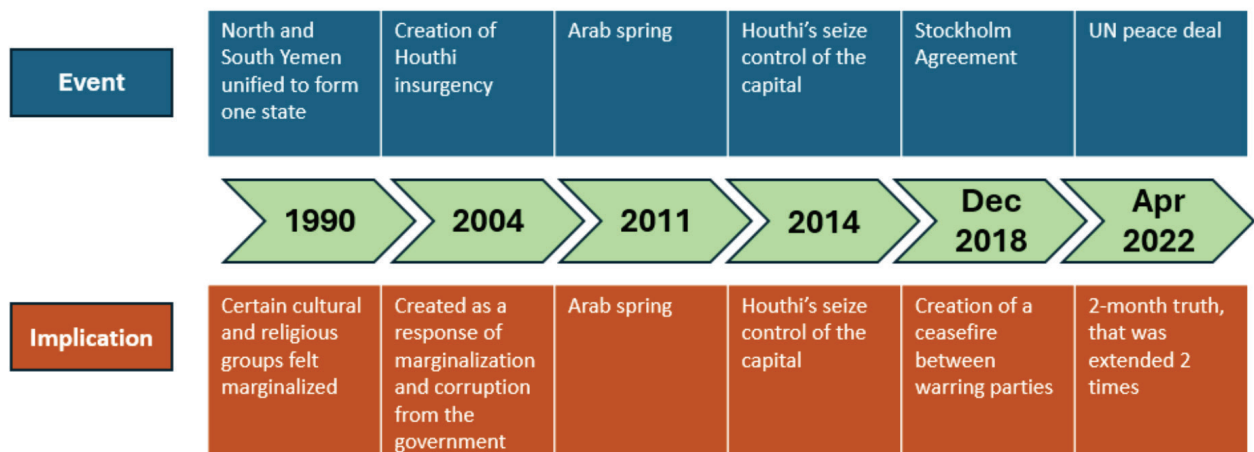 Event
North and
South Yemen
unified to form
one state
Creation of
Houthi
insurgency
Arab spring
Houthi's seize
control of the
capital
Stockholm
Agreement
UN peace deal
1990
2004
2011
2014
Dec
2018
Apr
2022
Implication
Certain cultural
and religious
groups felt
marginalized
Created as a
response of
marginalization
and corruption
from the
government
Arab spring
Houthi's seize
control of the
capital
Creation of a
ceasefire
between
warring parties
2-month truth,
that was
extended 2
times